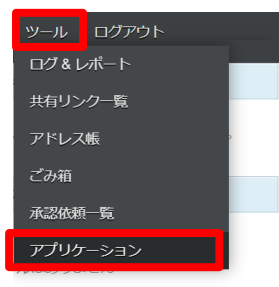 ツール ログアウト
ログ & レポート
共有リンク一覧
アドレス帳
ごみ箱
承認依頼一覧
アプリケーション